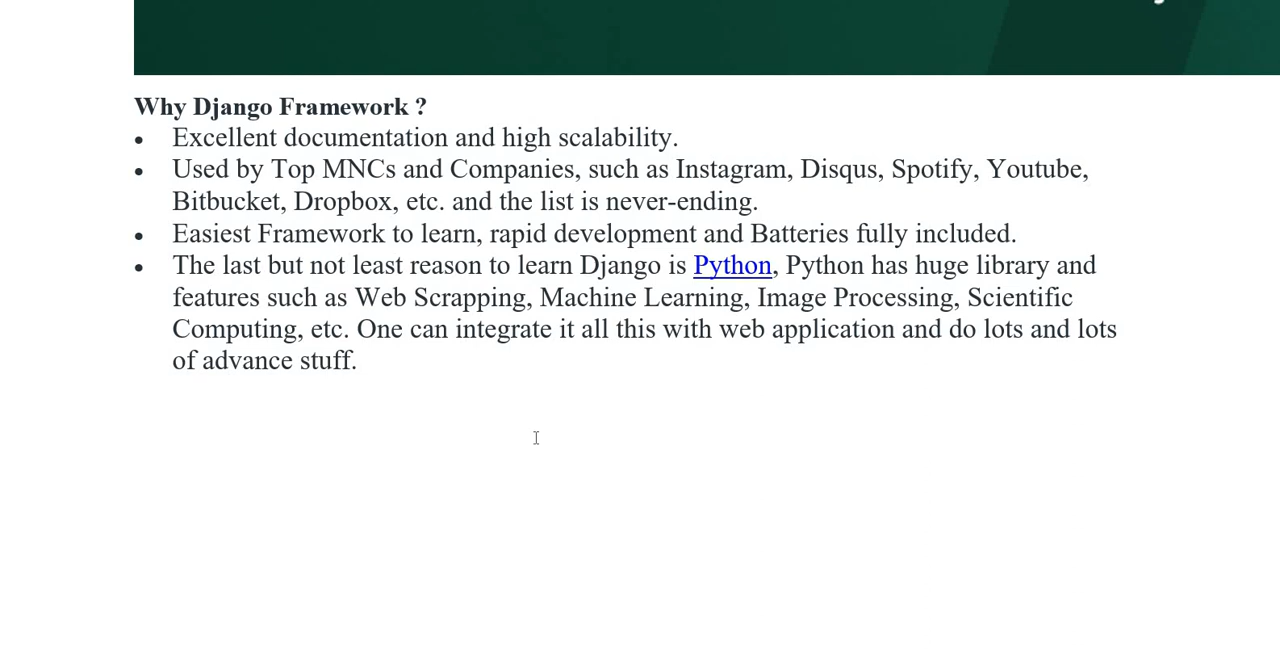 Why Django Framework ?
• Excellent documentation and high scalability.
• Used by Top MNCs and Companies, such as Instagram, Disqus, Spotify, Youtube,
Bitbucket, Dropbox, etc. and the list is never-ending.
• Easiest Framework to learn, rapid development and Batteries fully included.
• The last but not least reason to learn Django is Python, Python has huge library and
features such as Web Scrapping, Machine Learning, Image Processing, Scientific
Computing, etc. One can integrate it all this with web application and do lots and lots
of advance stuff.